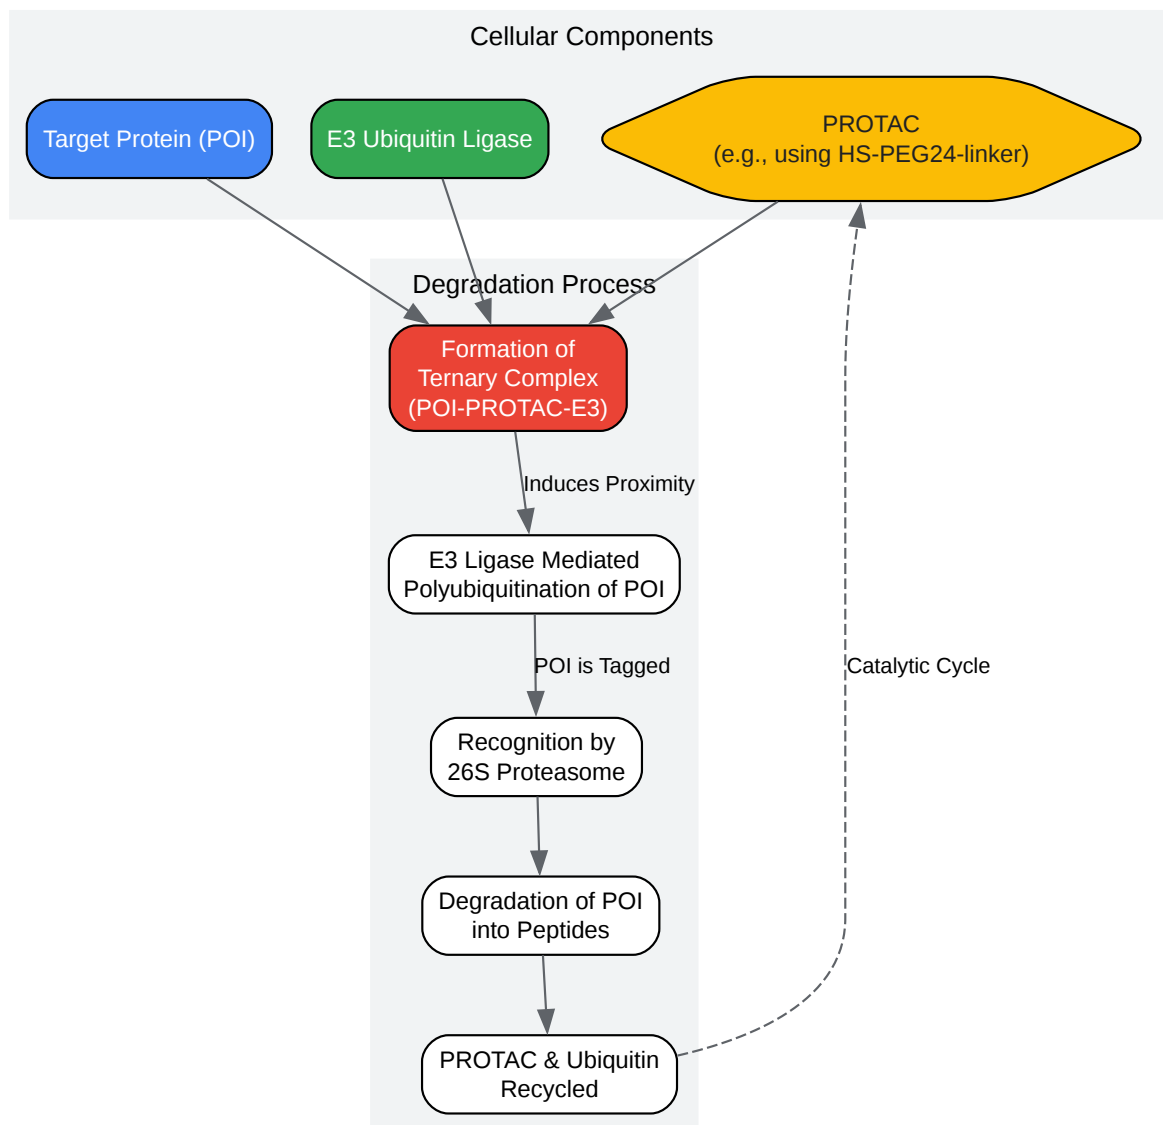 Cellular Components
Target Protein (POI)
E3 Ubiquitin Ligase
PROTAC
(e.g., using HS-PEG24-linker)
Degradation Process
Formation of
Ternary Complex
(POI-PROTAC-E3)
Induces Proximity
E3 Ligase Mediated
Polyubiquitination of POI
POI is Tagged
Catalytic Cycle
Recognition by
26S Proteasome
Degradation of POI
into Peptides
PROTAC & Ubiquitin
Recycled